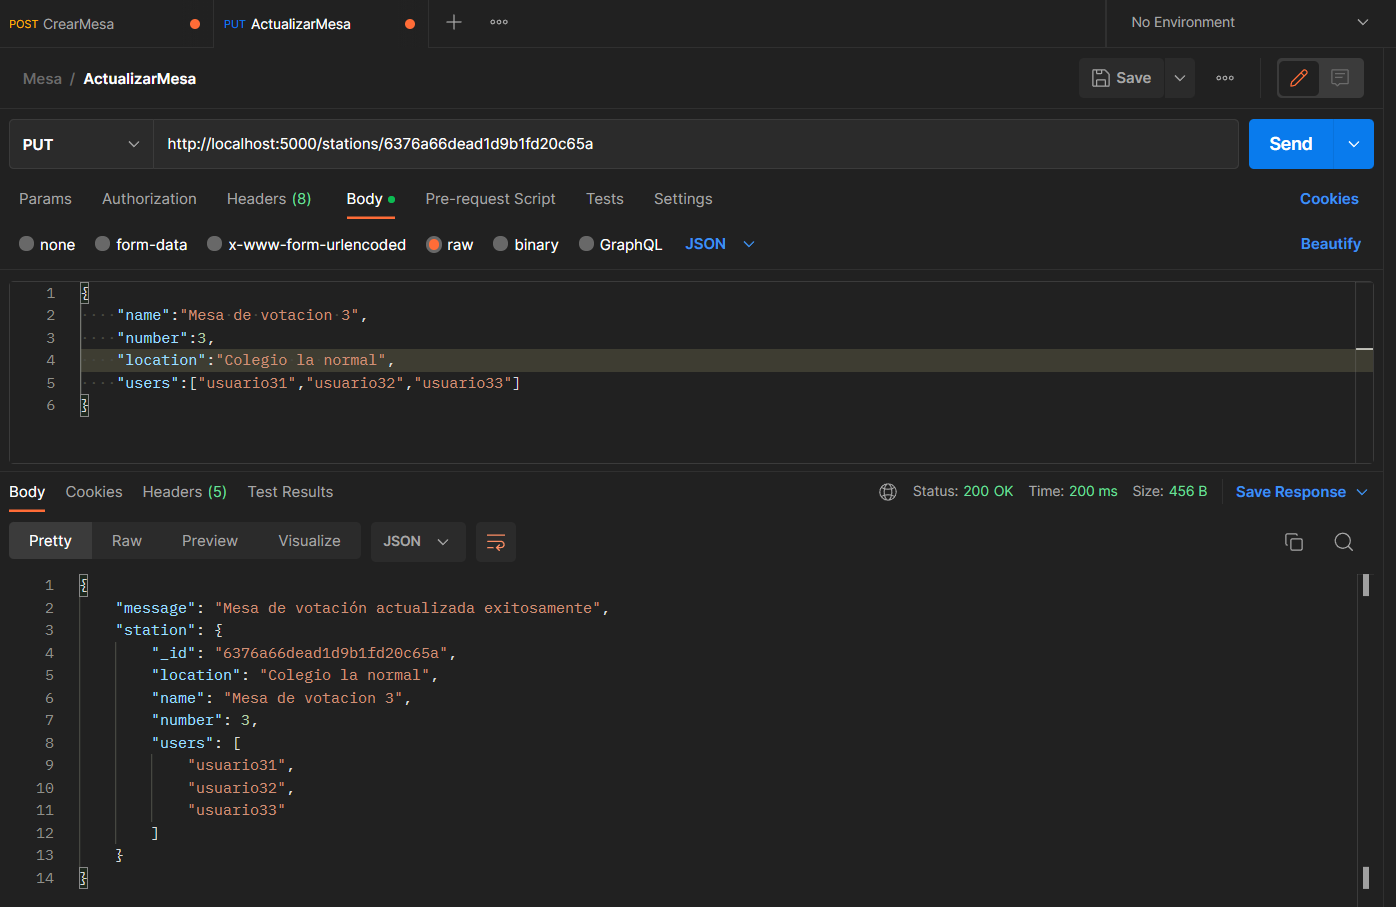 POST CrearMesa PUT ActualizarMesa No Environment
Mesa / ActualizarMesa Save
PUT http://localhost:5000/stations/6376a66dead1d9b1fd20c65a Send
Params Authorization Headers (8) Body Pre-request Script Tests Settings Cookies
none form-data x-www-form-urlencoded raw binary GraphQL JSON Beautify
1 {
2 "name":"Mesa de votacion 3",
3 "number":3,
4 "location":"Colegio la normal",
5 "users":["usuario31","usuario32","usuario33"]
6 }
Body Cookies Headers (5) Test Results Status: 200 OK Time: 200 ms Size: 456 B Save Response
Pretty Raw Preview Visualize JSON
1 {
2 "message": "Mesa de votación actualizada exitosamente",
3 "station": {
4 "_id": "6376a66dead1d9b1fd20c65a",
5 "location": "Colegio la normal",
6 "name": "Mesa de votacion 3",
7 "number": 3,
8 "users": [
9 "usuario31",
10 "usuario32",
11 "usuario33"
12 ]
13 }
14 }